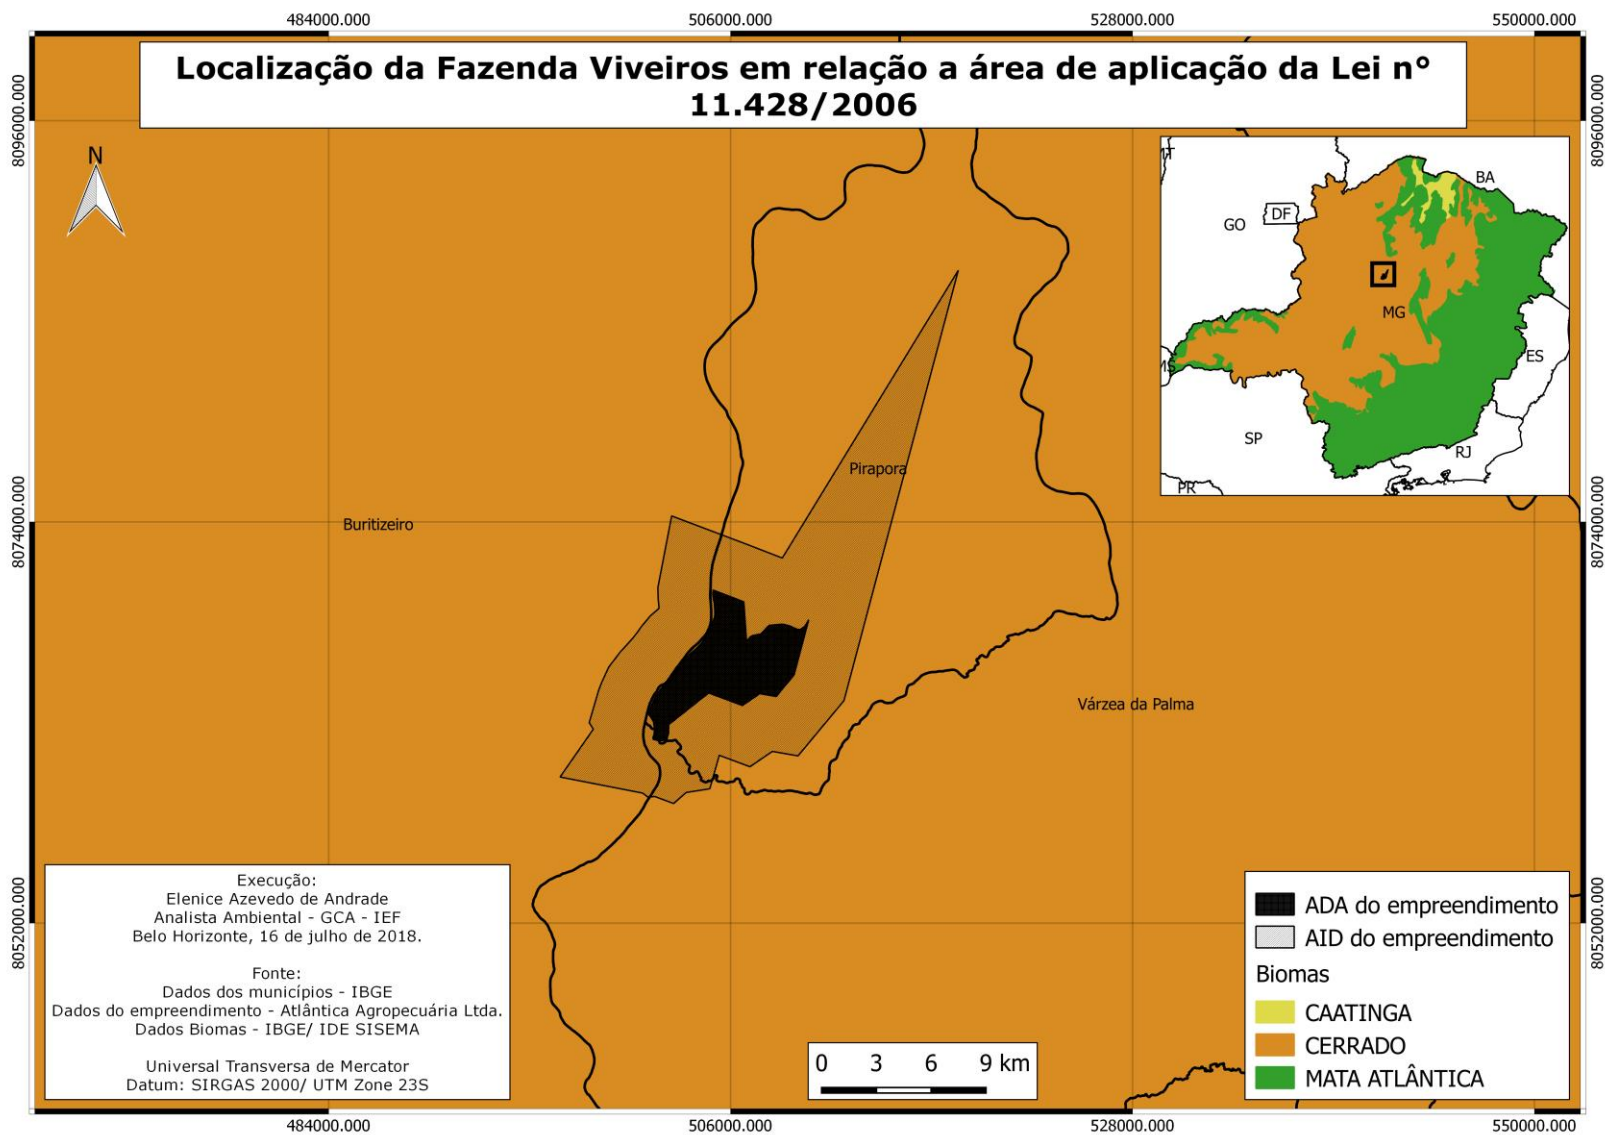 484000.000
506000.000
528000.000
550000.000
Localização da Fazenda Viveiros em relação a área de aplicação da Lei n°
11.428/2006
8096000.000
8096000.000
N
BA
GO
DF
MG
ES
SP
RJ
PR
Pirapora
Buritizeiro
8074000.000
8074000.000
Várzea da Palma
Execução:
Elenice Azevedo de Andrade
Analista Ambiental - GCA - IEF
Belo Horizonte, 16 de julho de 2018.
Fonte:
Dados dos municípios - IBGE
Dados do empreendimento - Atlântica Agropecuária Ltda.
Dados Biomas - IBGE/ IDE SISEMA
Universal Transversa de Mercator
Datum: SIRGAS 2000/ UTM Zone 23S
8052000.000
8052000.000
0 3 6 9 km
ADA do empreendimento
AID do empreendimento
Biomas
CAATINGA
CERRADO
MATA ATLÂNTICA
484000.000
506000.000
528000.000
550000.000